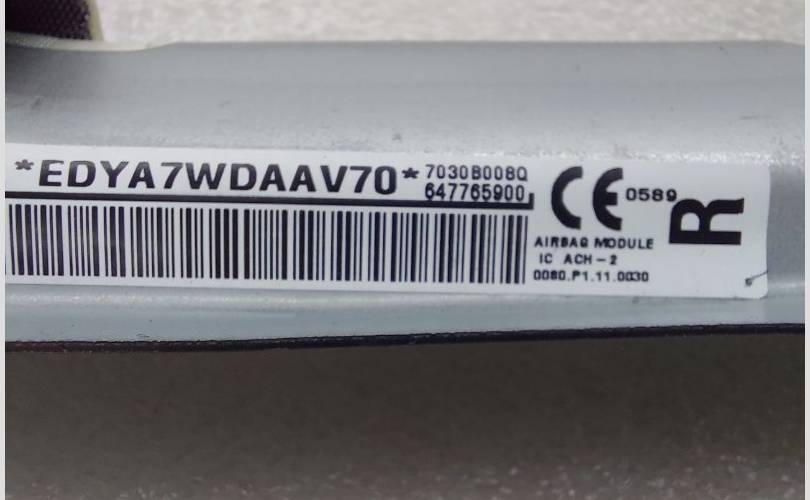 *EDYA7WDAAV70*
7030B008Q
647765900
CE 0589
R
AIRBAG MODULE
IC ACH-2
0080.P1.11.0030